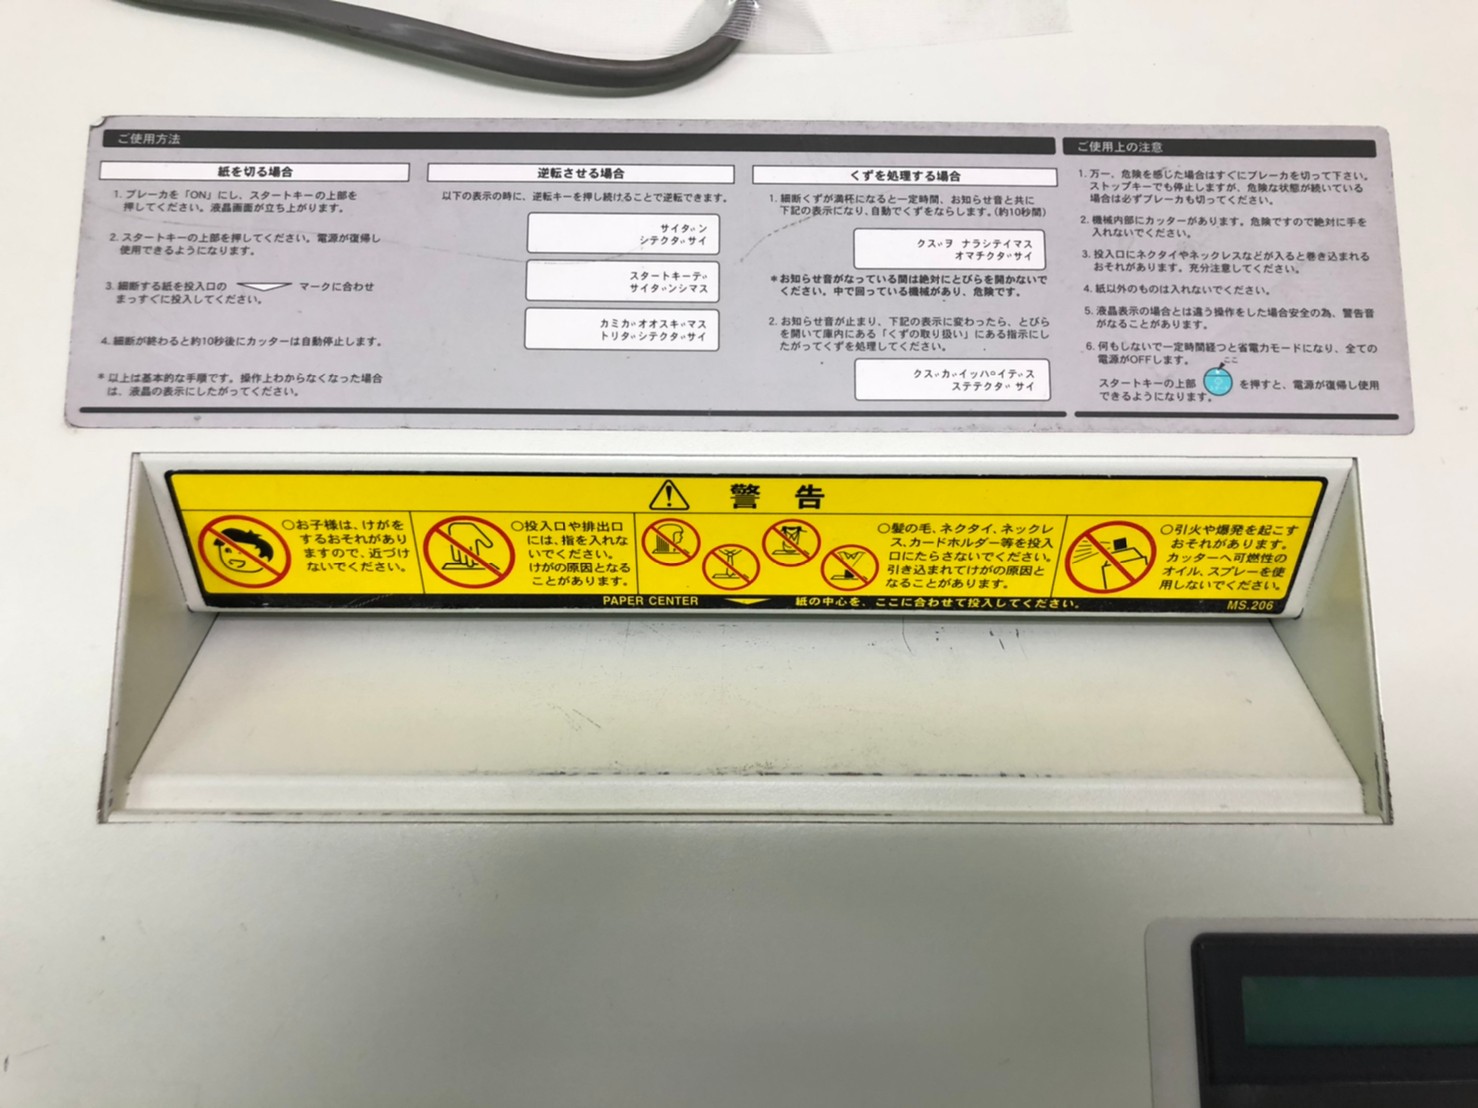 ご使用方法
紙を切る場合
1. ブレーカを「ON」にし、スタートキーの上部を
押してください。液晶画面が立ち上がります。
2. スタートキーの上部を押してください。電源が復帰し
使用できるようになります。
3. 細断する紙を投入口の マークに合わせ
まっすぐに投入してください。
4. 細断が終わると約10秒後にカッターは自動停止します。
* 以上は基本的な手順です。操作上わからなくなった場合
は、液晶の表示にしたがってください。
逆転させる場合
以下の表示の時に、逆転キーを押し続けることで逆転できます。
サイダン
シテクダサイ
スタートキーデ
サイダンシマス
カミガオオスギマス
トリダシテクダサイ
くずを処理する場合
1. 細断くずが満杯になると一定時間、お知らせ音と共に
下記の表示になり、自動でくずをならします。(約10秒間)
クズヲ ナラシテイマス
オマチクダサイ
*お知らせ音がなっている間は絶対にとびらを開かないで
ください。中で回っている機械があり、危険です。
2. お知らせ音が止まり、下記の表示に変わったら、とびら
を開いて庫内にある「くずの取り扱い」にある指示にし
たがってくずを処理してください。
クズガイッパイデス
ステテクダサイ
ご使用上の注意
1. 万一、危険を感じた場合はすぐにブレーカを切って下さい。
ストップキーでも停止しますが、危険な状態が続いている
場合は必ずブレーカも切ってください。
2. 機械内部にカッターがあります。危険ですので絶対に手を
入れないでください。
3. 投入口にネクタイやネックレスなどが入ると巻き込まれる
おそれがあります。充分注意してください。
4. 紙以外のものは入れないでください。
5. 液晶表示の場合とは違う操作をした場合安全の為、警告音
がなることがあります。
6. 何もしないで一定時間経つと省電力モードになり、全ての
電源がOFFします。
ここ
スタートキーの上部 を押すと、電源が復帰し使用
できるようになります。
警告
○お子様は、けがを
するおそれがあり
ますので、近づけ
ないでください。
○投入口や排出口
には、指を入れな
いでください。
けがの原因となる
ことがあります。
○髪の毛、ネクタイ、ネックレ
ス、カードホルダー等を投入
口にたらさないでください。
引き込まれてけがの原因と
なることがあります。
○引火や爆発を起こす
おそれがあります。
カッターへ可燃性の
オイル、スプレーを使
用しないでください。
PAPER CENTER 紙の中心を、ここに合わせて投入してください。 MS.206